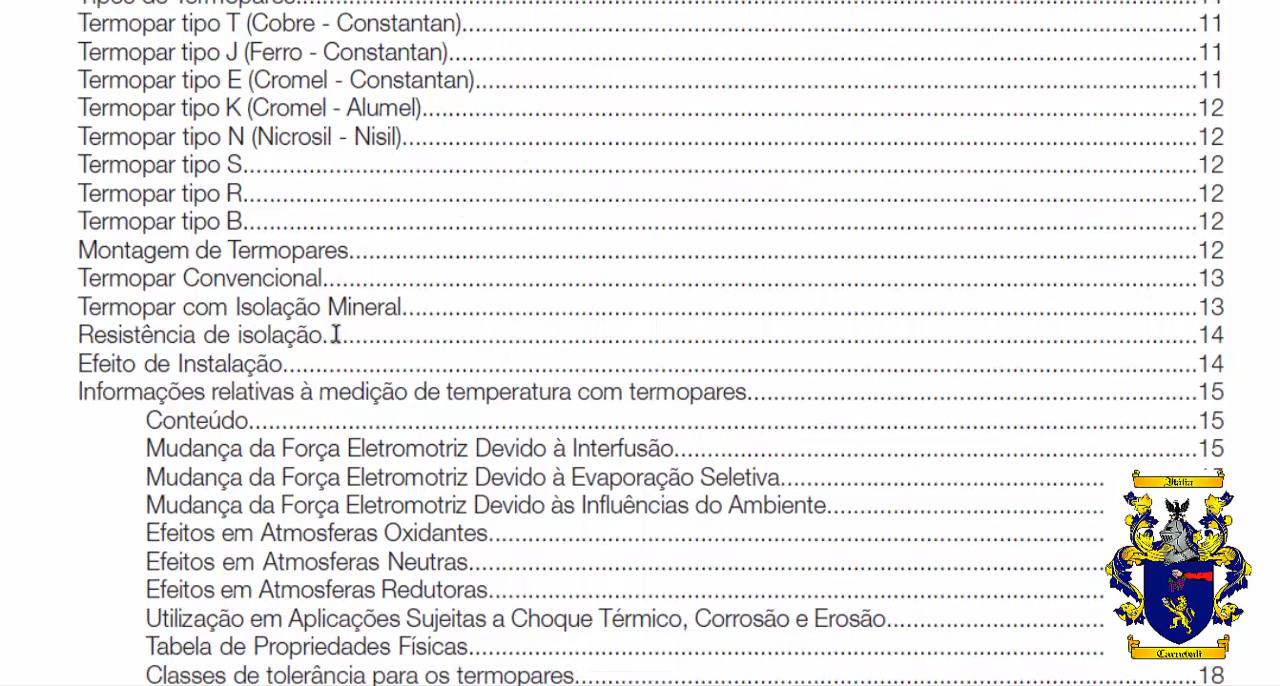 Tipos de Termopares...........11
Termopar tipo T (Cobre - Constantan)...........11
Termopar tipo J (Ferro - Constantan)...........11
Termopar tipo E (Cromel - Constantan)...........11
Termopar tipo K (Cromel - Alumel)...........12
Termopar tipo N (Nicrosil - Nisil)...........12
Termopar tipo S...........12
Termopar tipo R...........12
Termopar tipo B...........12
Montagem de Termopares...........12
Termopar Convencional...........13
Termopar com Isolação Mineral...........13
Resistência de isolação...........14
Efeito de Instalação...........14
Informações relativas à medição de temperatura com termopares...........15
Conteúdo...........15
Mudança da Força Eletromotriz Devido à Interfusão...........15
Mudança da Força Eletromotriz Devido à Evaporação Seletiva...........
Mudança da Força Eletromotriz Devido às Influências do Ambiente...........
Efeitos em Atmosferas Oxidantes...........
Efeitos em Atmosferas Neutras...........
Efeitos em Atmosferas Redutoras...........
Utilização em Aplicações Sujeitas a Choque Térmico, Corrosão e Erosão...........
Tabela de Propriedades Físicas...........
Classes de tolerância para os termopares...........18
Itália
Carnevali